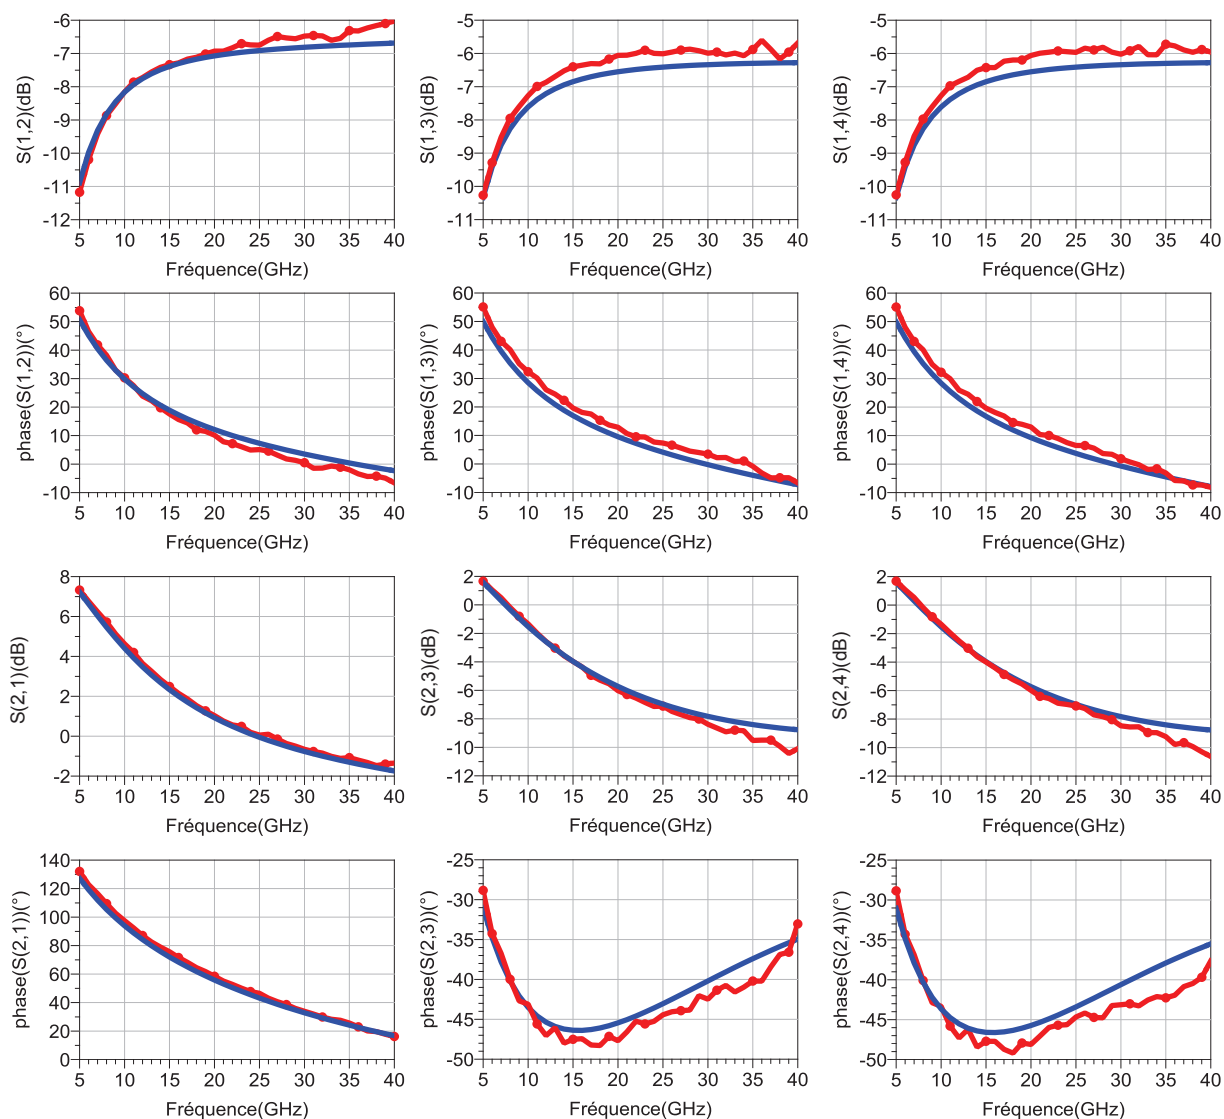 S(1,2)(dB)
-6
-7
-8
-9
-10
-11
-12
5 10 15 20 25 30 35 40
Fréquence(GHz)
S(1,3)(dB)
-5
-6
-7
-8
-9
-10
-11
5 10 15 20 25 30 35 40
Fréquence(GHz)
S(1,4)(dB)
-5
-6
-7
-8
-9
-10
-11
5 10 15 20 25 30 35 40
Fréquence(GHz)
phase(S(1,2))(°)
60
50
40
30
20
10
0
-10
5 10 15 20 25 30 35 40
Fréquence(GHz)
phase(S(1,3))(°)
60
50
40
30
20
10
0
-10
5 10 15 20 25 30 35 40
Fréquence(GHz)
phase(S(1,4))(°)
60
50
40
30
20
10
0
-10
5 10 15 20 25 30 35 40
Fréquence(GHz)
S(2,1)(dB)
8
6
4
2
0
-2
5 10 15 20 25 30 35 40
Fréquence(GHz)
S(2,3)(dB)
2
0
-2
-4
-6
-8
-10
-12
5 10 15 20 25 30 35 40
Fréquence(GHz)
S(2,4)(dB)
2
0
-2
-4
-6
-8
-10
-12
5 10 15 20 25 30 35 40
Fréquence(GHz)
phase(S(2,1))(°)
140
120
100
80
60
40
20
0
5 10 15 20 25 30 35 40
Fréquence(GHz)
phase(S(2,3))(°)
-25
-30
-35
-40
-45
-50
5 10 15 20 25 30 35 40
Fréquence(GHz)
phase(S(2,4))(°)
-25
-30
-35
-40
-45
-50
5 10 15 20 25 30 35 40
Fréquence(GHz)